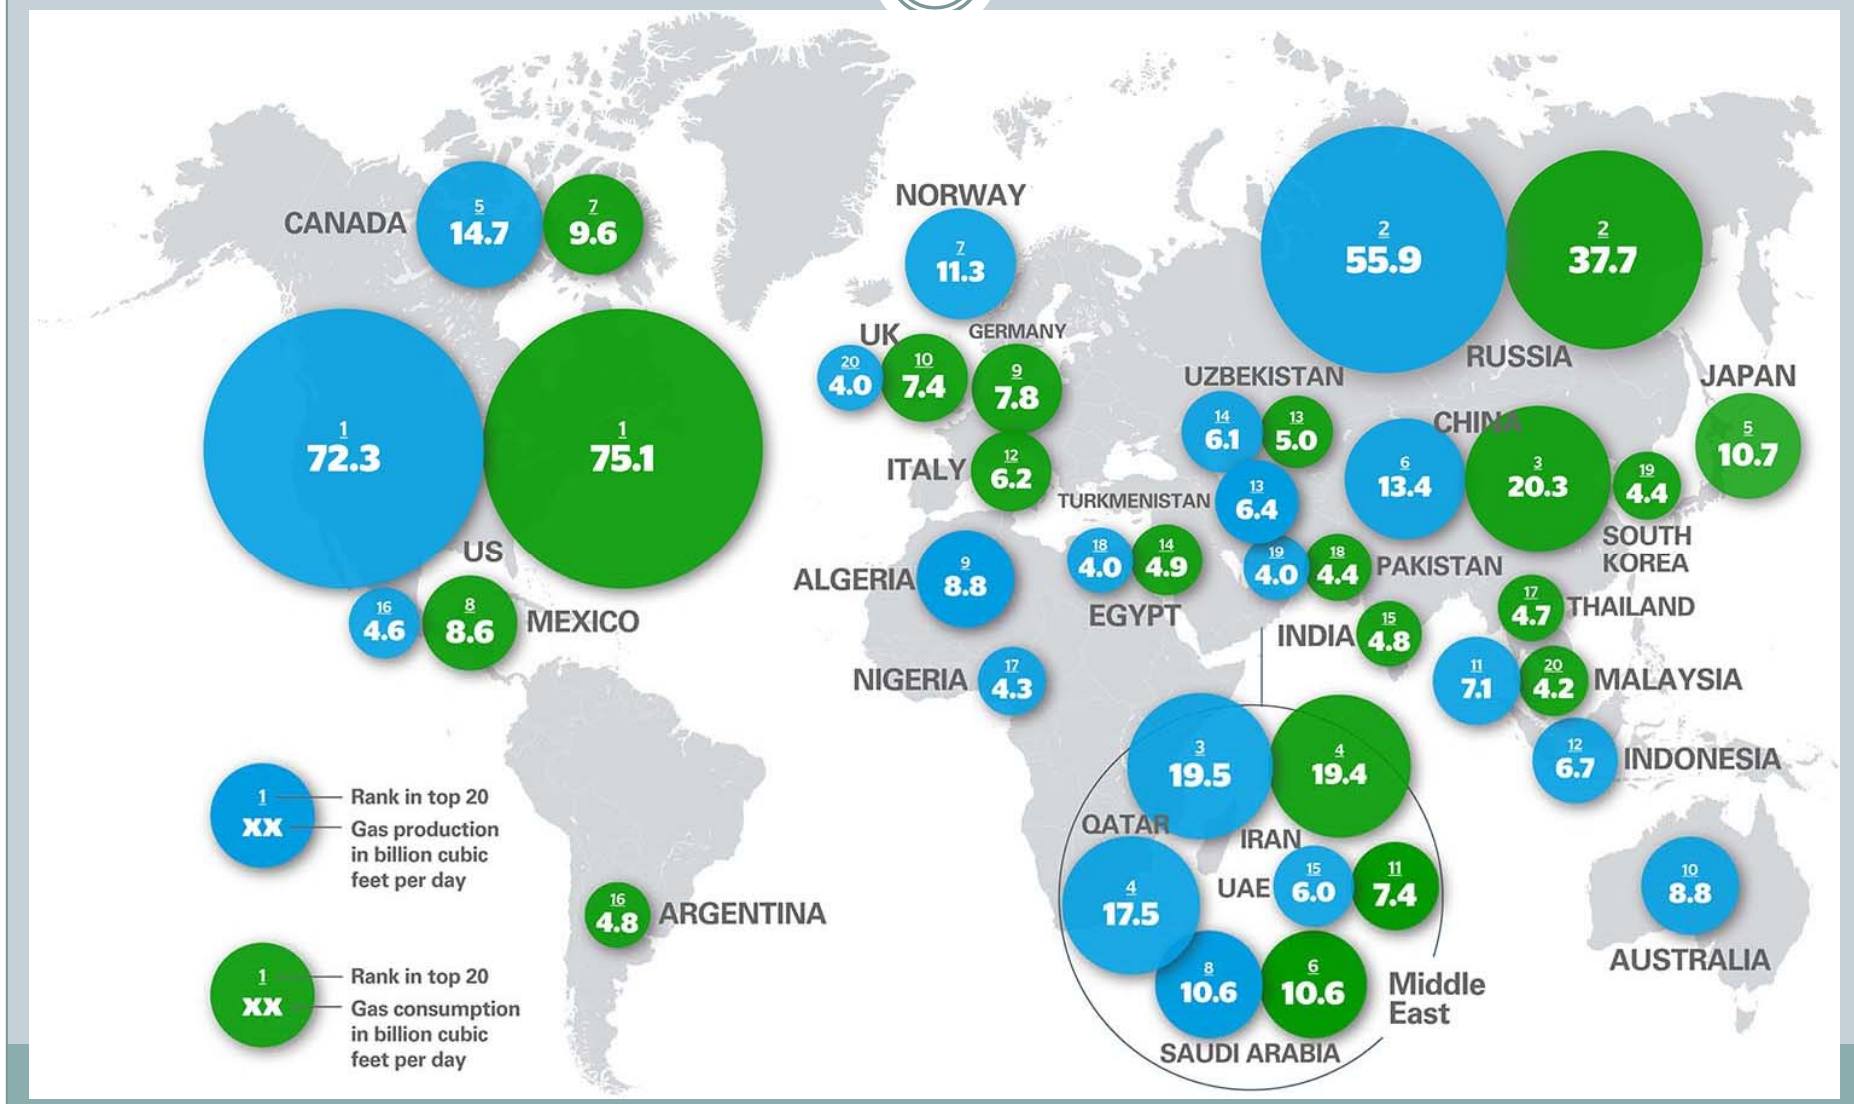 CANADA
5
14.7
7
9.6
1
72.3
1
75.1
US
16
4.6
8
8.6
MEXICO
16
4.8
ARGENTINA
NORWAY
7
11.3
UK
20
4.0
10
7.4
GERMANY
9
7.8
ITALY
12
6.2
ALGERIA
9
8.8
NIGERIA
17
4.3
EGYPT
18
4.0
14
4.9
2
55.9
2
37.7
RUSSIA
UZBEKISTAN
14
6.1
13
5.0
TURKMENISTAN
13
6.4
19
4.0
18
4.4
PAKISTAN
INDIA
15
4.8
CHINA
6
13.4
3
20.3
19
4.4
SOUTH
KOREA
JAPAN
5
10.7
17
4.7
THAILAND
11
7.1
20
4.2
MALAYSIA
12
6.7
INDONESIA
10
8.8
AUSTRALIA
3
19.5
4
19.4
IRAN
QATAR
4
17.5
UAE
15
6.0
11
7.4
8
10.6
6
10.6
SAUDI ARABIA
Middle
East
1
xx
Rank in top 20
Gas production
in billion cubic
feet per day
1
xx
Rank in top 20
Gas consumption
in billion cubic
feet per day